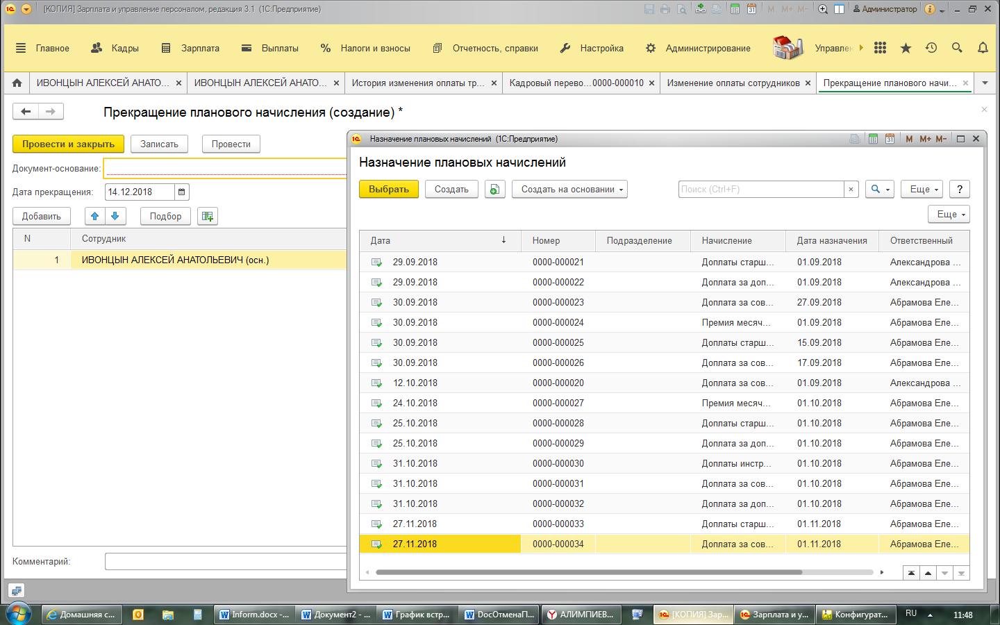 [КОПИЯ] Зарплата и управление персоналом, редакция 3.1 (1С:Предприятие)
M M+ M- Администратор
Главное Кадры Зарплата Выплаты Налоги и взносы Отчетность, справки Настройка Администрирование Управлен
ИВОНЦЫН АЛЕКСЕЙ АНАТО... ИВОНЦЫН АЛЕКСЕЙ АНАТО... История изменения оплаты тр... Кадровый перево...0000-000010 Изменение оплаты сотрудников Прекращение планового начи...
Прекращение планового начисления (создание) *
Провести и закрыть Записать Провести
Документ-основание:
Дата прекращения: 14.12.2018
Добавить Подбор
N Сотрудник
1 ИВОНЦЫН АЛЕКСЕЙ АНАТОЛЬЕВИЧ (осн.)
Комментарий:
Назначение плановых начислений (1С:Предприятие)
M M+ M-
Назначение плановых начислений
Выбрать Создать Создать на основании Поиск (Ctrl+F) Еще ?
Еще
Дата Номер Подразделение Начисление Дата назначения Ответственный
29.09.2018 0000-000021 Доплаты старш... 01.09.2018 Александрова ...
29.09.2018 0000-000022 Доплата за доп... 01.09.2018 Александрова ...
30.09.2018 0000-000023 Доплата за сов... 27.09.2018 Абрамова Еле...
30.09.2018 0000-000024 Премия месяч... 01.09.2018 Абрамова Еле...
30.09.2018 0000-000025 Доплаты старш... 15.09.2018 Абрамова Еле...
30.09.2018 0000-000026 Доплата за сов... 17.09.2018 Абрамова Еле...
12.10.2018 0000-000020 Доплата за сов... 01.09.2018 Александрова ...
24.10.2018 0000-000027 Премия месяч... 01.10.2018 Абрамова Еле...
25.10.2018 0000-000028 Доплаты старш... 01.10.2018 Абрамова Еле...
25.10.2018 0000-000029 Доплата за доп... 01.10.2018 Абрамова Еле...
31.10.2018 0000-000030 Доплаты инстр... 01.10.2018 Абрамова Еле...
31.10.2018 0000-000031 Доплата за сов... 01.10.2018 Абрамова Еле...
31.10.2018 0000-000032 Доплата за доп... 01.10.2018 Абрамова Еле...
27.11.2018 0000-000033 Доплаты старш... 01.11.2018 Абрамова Еле...
27.11.2018 0000-000034 Доплата за сов... 01.11.2018 Абрамова Еле...
Домашняя с... Inform.docx -... Документ2 - ... График встр... DocОтменаП... АЛИМПИЕВ... [КОПИЯ] Зар... Зарплата и у... Конфигурат... RU 11:48